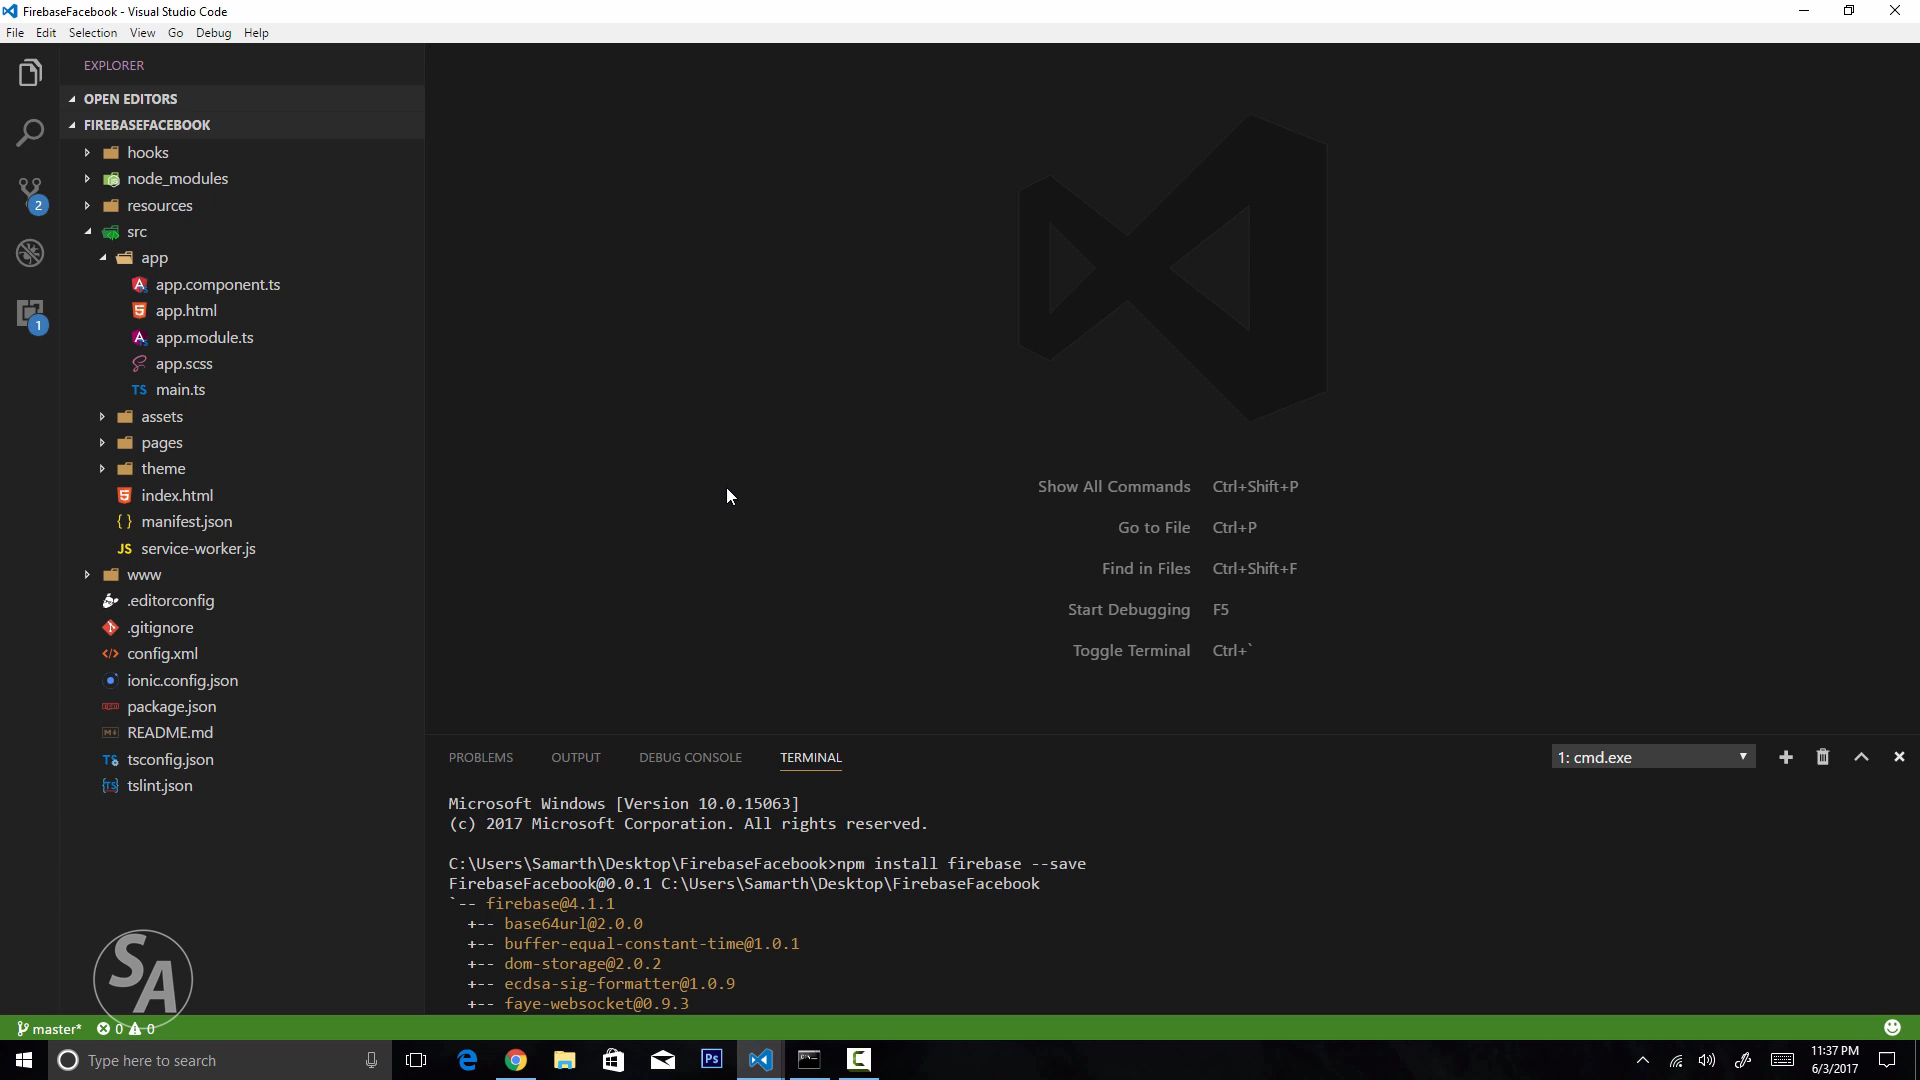 FirebaseFacebook - Visual Studio Code
File Edit Selection View Go Debug Help
EXPLORER
OPEN EDITORS
FIREBASEFACEBOOK
hooks
node_modules
resources
src
app
app.component.ts
app.html
app.module.ts
app.scss
TS main.ts
assets
pages
theme
index.html
{ } manifest.json
JS service-worker.js
www
.editorconfig
.gitignore
config.xml
ionic.config.json
package.json
README.md
TS tsconfig.json
TS tslint.json
2
1
Show All Commands Ctrl+Shift+P
Go to File Ctrl+P
Find in Files Ctrl+Shift+F
Start Debugging F5
Toggle Terminal Ctrl+`
PROBLEMS OUTPUT DEBUG CONSOLE TERMINAL 1: cmd.exe
Microsoft Windows [Version 10.0.15063]
(c) 2017 Microsoft Corporation. All rights reserved.
C:\Users\Samarth\Desktop\FirebaseFacebook>npm install firebase --save
FirebaseFacebook@0.0.1 C:\Users\Samarth\Desktop\FirebaseFacebook
`-- firebase@4.1.1
+-- base64url@2.0.0
+-- buffer-equal-constant-time@1.0.1
+-- dom-storage@2.0.2
+-- ecdsa-sig-formatter@1.0.9
+-- faye-websocket@0.9.3
SA
master* 0 0
Type here to search Ps 11:37 PM
6/3/2017